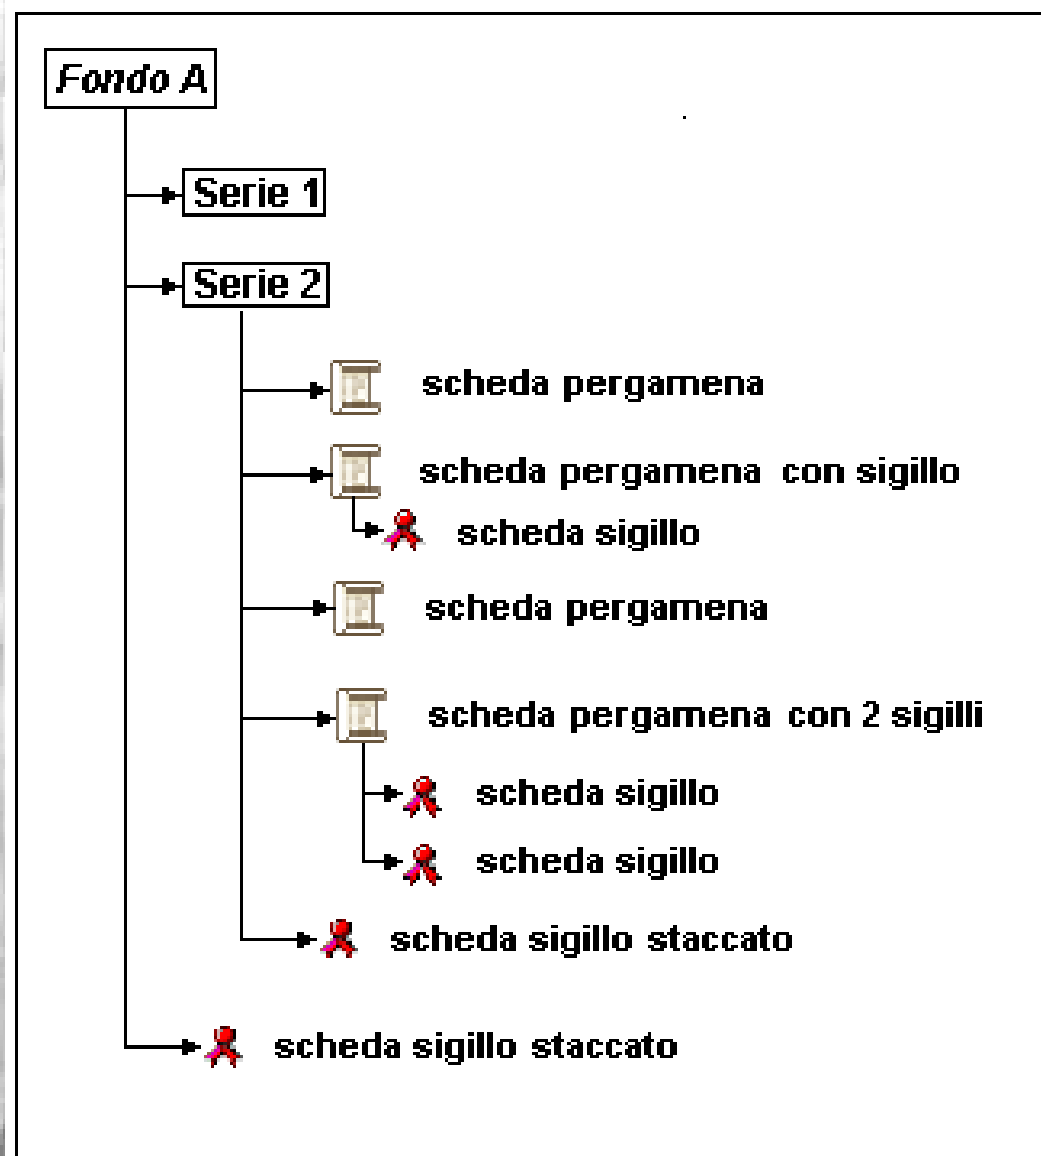 Fondo A
Serie 1
Serie 2
scheda pergamena
scheda pergamena con sigillo
scheda sigillo
scheda pergamena
scheda pergamena con 2 sigilli
scheda sigillo
scheda sigillo
scheda sigillo staccato
scheda sigillo staccato